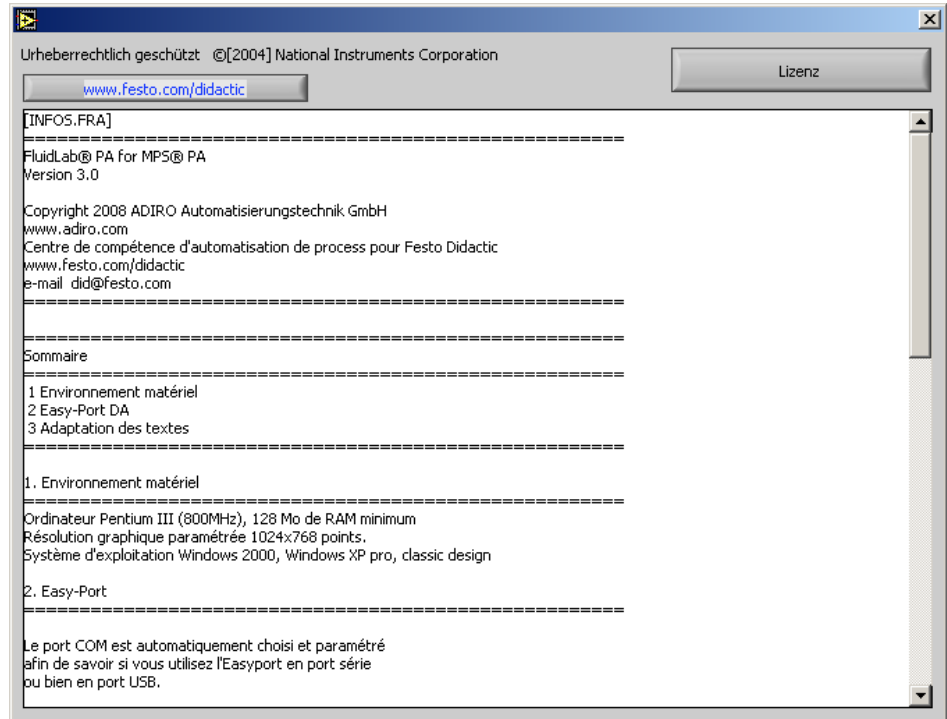 Urheberrechtlich geschützt ©[2004] National Instruments Corporation
Lizenz
www.festo.com/didactic
[INFOS.FRA]
================================================================
FluidLab® PA for MPS® PA
Version 3.0
Copyright 2008 ADIRO Automatisierungstechnik GmbH
www.adiro.com
Centre de compétence d'automatisation de process pour Festo Didactic
www.festo.com/didactic
e-mail did@festo.com
================================================================
================================================================
Sommaire
================================================================
1 Environnement matériel
2 Easy-Port DA
3 Adaptation des textes
================================================================
1. Environnement matériel
================================================================
Ordinateur Pentium III (800MHz), 128 Mo de RAM minimum
Résolution graphique paramétrée 1024x768 points.
Système d'exploitation Windows 2000, Windows XP pro, classic design
2. Easy-Port
================================================================
Le port COM est automatiquement choisi et paramétré
afin de savoir si vous utilisez l'Easyport en port série
ou bien en port USB.